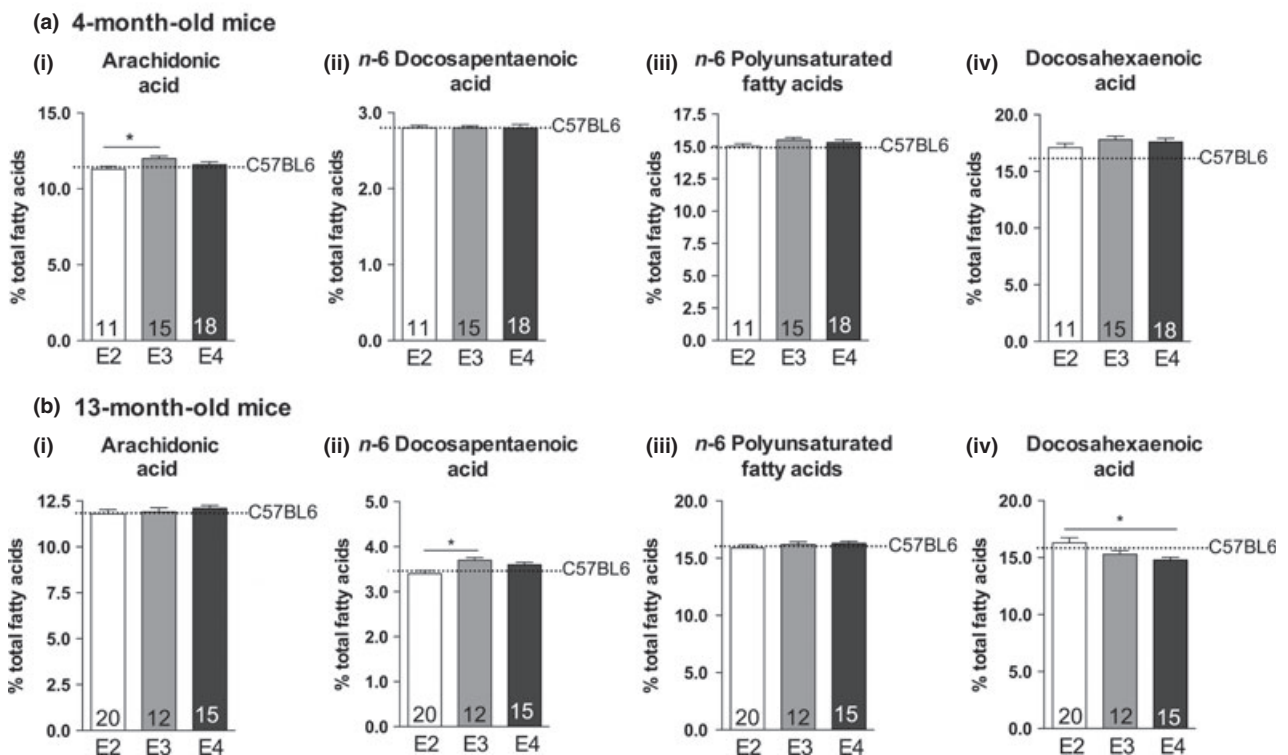 (a) 4-month-old mice
(i) Arachidonic
acid
% total fatty acids
15.0
10.0
5.0
0.0
*
C57BL6
11 15 18
E2 E3 E4
(ii) n-6 Docosapentaenoic
acid
% total fatty acids
3.0
2.0
1.0
0.0
C57BL6
11 15 18
E2 E3 E4
(iii) n-6 Polyunsaturated
fatty acids
% total fatty acids
17.5
15.0
12.5
10.0
7.5
5.0
2.5
0.0
C57BL6
11 15 18
E2 E3 E4
(iv) Docosahexaenoic
acid
% total fatty acids
20.0
15.0
10.0
5.0
0.0
C57BL6
11 15 18
E2 E3 E4
(b) 13-month-old mice
(i) Arachidonic
acid
% total fatty acids
12.5
10.0
7.5
5.0
2.5
0.0
C57BL6
20 12 15
E2 E3 E4
(ii) n-6 Docosapentaenoic
acid
% total fatty acids
5.0
4.0
3.0
2.0
1.0
0.0
*
C57BL6
20 12 15
E2 E3 E4
(iii) n-6 Polyunsaturated
fatty acids
% total fatty acids
20.0
15.0
10.0
5.0
0.0
C57BL6
20 12 15
E2 E3 E4
(iv) Docosahexaenoic
acid
% total fatty acids
20.0
15.0
10.0
5.0
0.0
*
C57BL6
20 12 15
E2 E3 E4